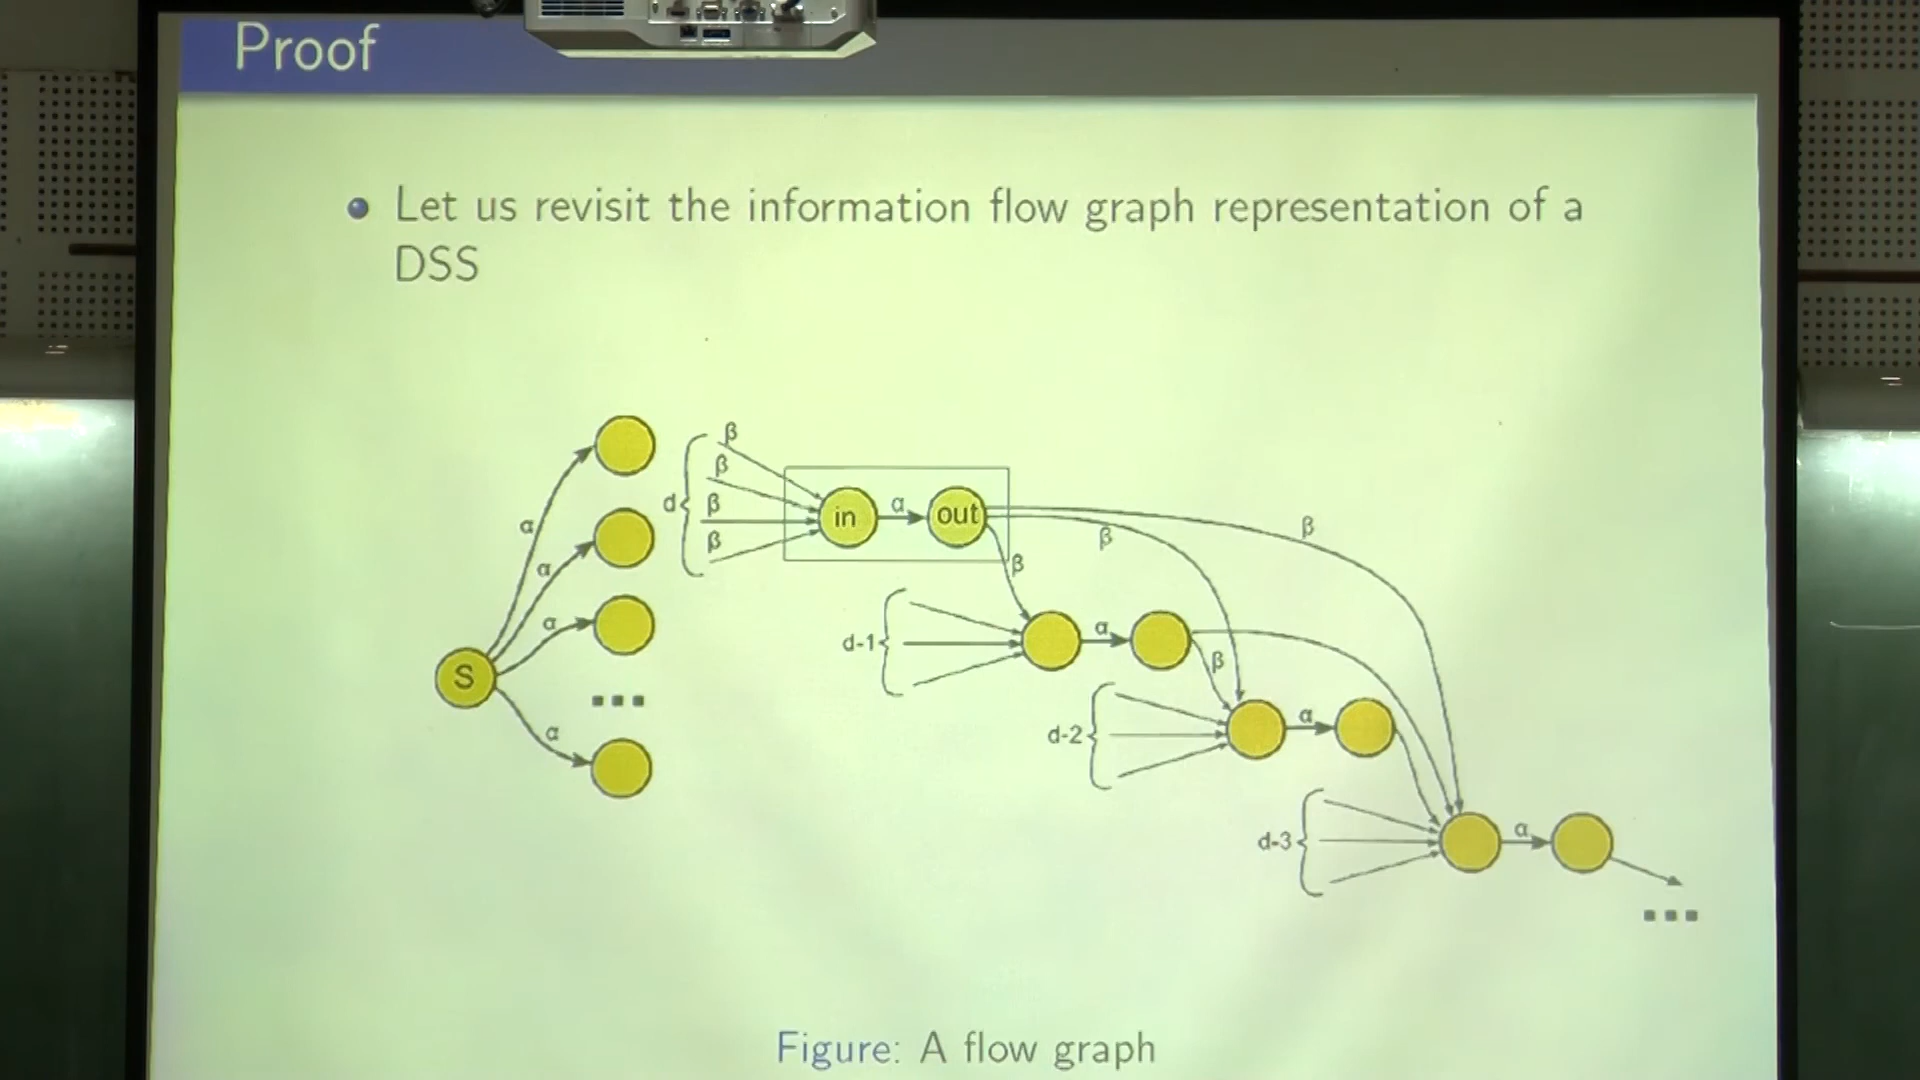 Proof
Let us revisit the information flow graph representation of a
DSS
β
β
d
β
β
in
α
out
β
β
β
α
α
α
α
S
d-1
α
β
d-2
α
d-3
α
Figure: A flow graph